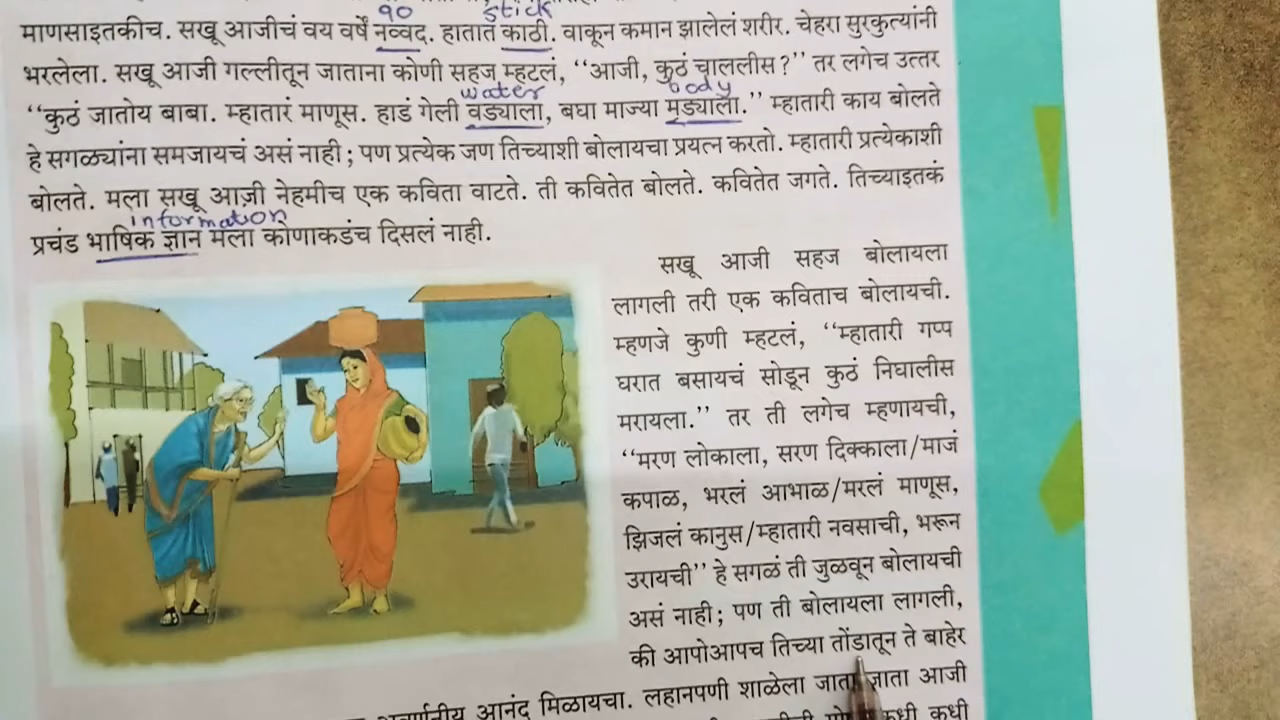 ९०
stick
माणसाइतकीच. सखू आजीचं वय वर्षे नव्वद. हातात काठी. वाकून कमान झालेलं शरीर. चेहरा सुरकुत्यांनी
भरलेला. सखू आजी गल्लीतून जाताना कोणी सहज म्हटलं, “आजी, कुठं चाललीस?” तर लगेच उत्तर
water
body
“कुठं जातोय बाबा. म्हातारं माणूस. हाडं गेली वड्याला, बघा माज्या मृड्याला.” म्हातारी काय बोलते
हे सगळ्यांना समजायचं असं नाही; पण प्रत्येक जण तिच्याशी बोलायचा प्रयत्न करतो. म्हातारी प्रत्येकाशी
बोलते. मला सखू आजी नेहमीच एक कविता वाटते. ती कवितेत बोलते. कवितेत जगते. तिच्याइतकं
information
प्रचंड भाषिक ज्ञान मला कोणाकडंच दिसलं नाही.
सखू आजी सहज बोलायला
लागली तरी एक कविताच बोलायची.
म्हणजे कुणी म्हटलं, “म्हातारी गप्प
घरात बसायचं सोडून कुठं निघालीस
मरायला.” तर ती लगेच म्हणायची,
“मरण लोकाला, सरण दिक्काला/माजं
कपाळ, भरलं आभाळ/मरलं माणूस,
झिजलं कानुस/म्हातारी नवसाची, भरून
उरायची” हे सगळं ती जुळवून बोलायची
असं नाही; पण ती बोलायला लागली,
की आपोआपच तिच्या तोंडातून ते बाहेर
आनंद मिळायचा. लहानपणी शाळेला जाता जाता आजी
कधी कधी